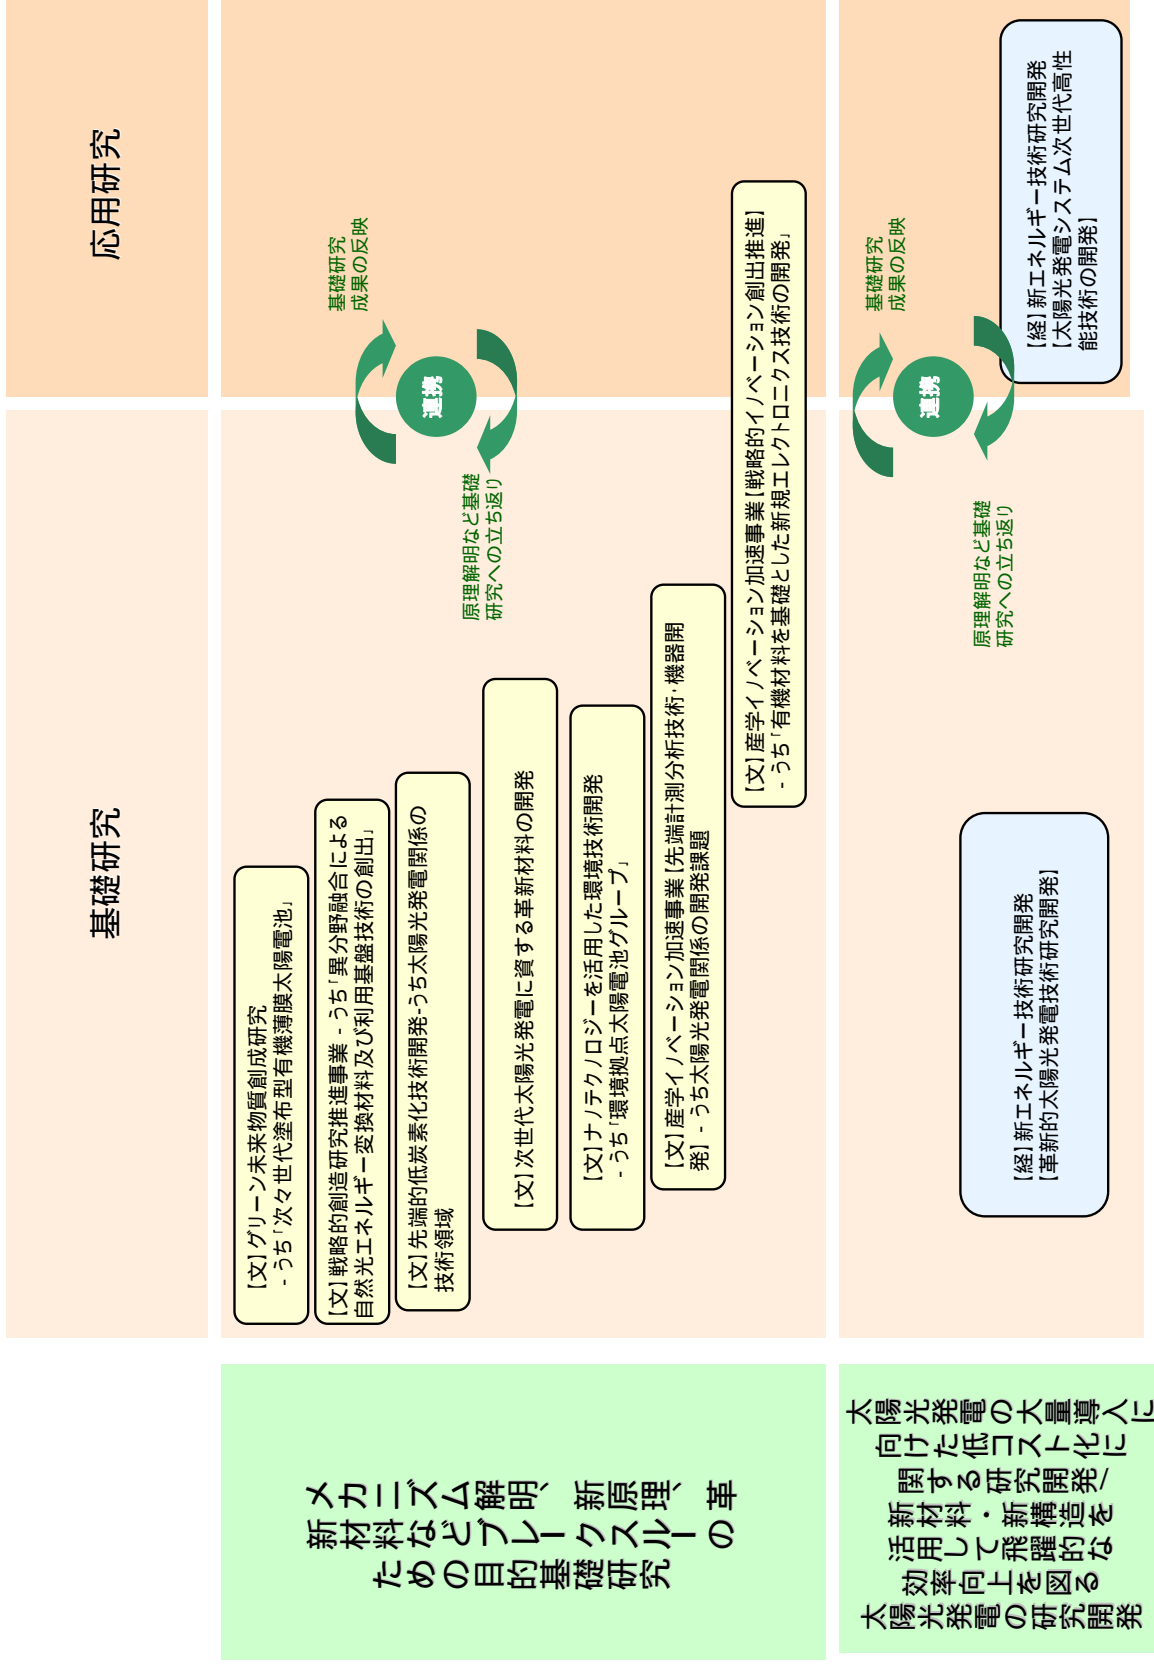 基礎研究
応用研究
メカニズム解明、新原理、革
新材料などブレークスルーの
ための目的基礎研究
【文】グリーン未来物質創成研究
- うち「次々世代塗布型有機薄膜太陽電池」
【文】戦略的創造研究推進事業 - うち「異分野融合による
自然光エネルギー変換材料及び利用基盤技術の創出」
【文】先端的低炭素化技術開発-うち太陽光発電関係の
技術領域
【文】次世代太陽光発電に資する革新材料の開発
【文】ナノテクノロジーを活用した環境技術開発
- うち「環境拠点太陽電池グループ」
【文】産学イノベーション加速事業【先端計測分析技術・機器開
発】 - うち太陽光発電関係の開発課題
【文】産学イノベーション加速事業【戦略的イノベーション創出推進】
- うち「有機材料を基礎とした新規エレクトロニクス技術の開発」
基礎研究
成果の反映
連携
原理解明など基礎
研究への立ち返り
太陽光発電の大量導入に
向けた低コスト化に
関する研究開発/
新材料・新構造を
活用して飛躍的な
効率向上を図る
太陽光発電の研究開発
【経】新エネルギー技術研究開発
【革新的太陽光発電技術研究開発】
基礎研究
成果の反映
連携
原理解明など基礎
研究への立ち返り
【経】新エネルギー技術研究開発
【太陽光発電システム次世代高性
能技術の開発】